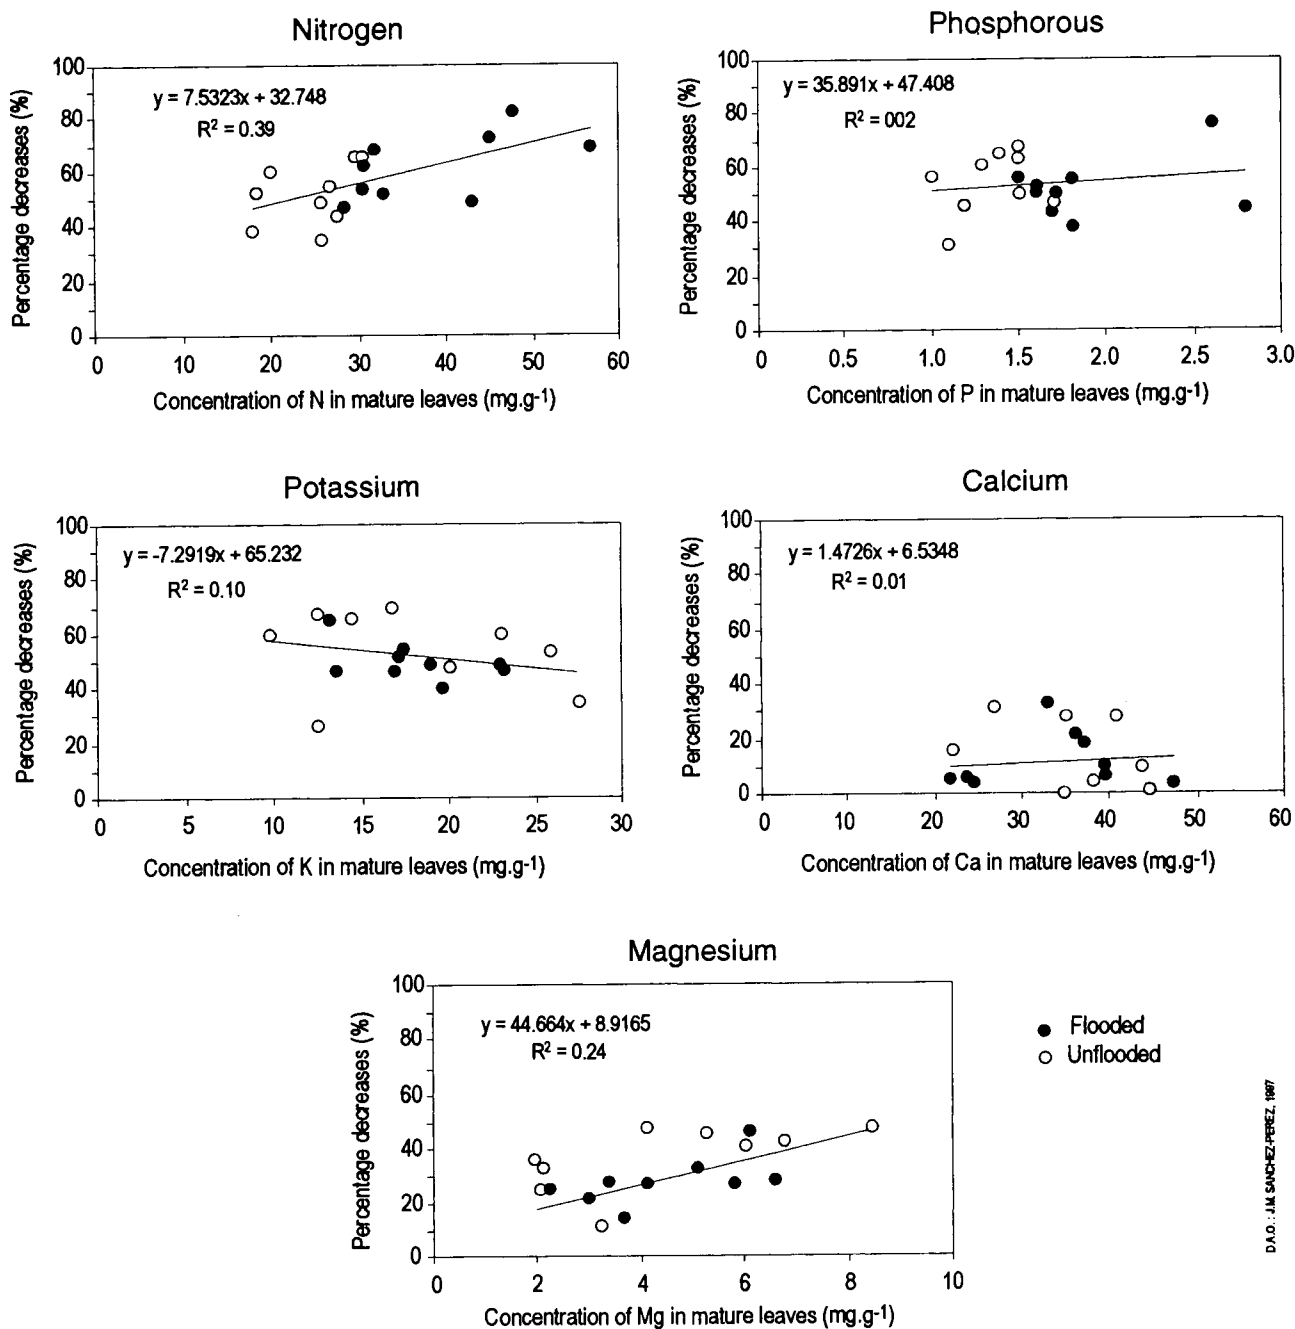 Nitrogen
Percentage decreases (%)
100
80
60
40
20
0
y = 7.5323x + 32.748
R² = 0.39
0 10 20 30 40 50 60
Concentration of N in mature leaves (mg.g-1)
Phosphorous
Percentage decreases (%)
100
80
60
40
20
0
y = 35.891x + 47.408
R² = 002
0 0.5 1.0 1.5 2.0 2.5 3.0
Concentration of P in mature leaves (mg.g-1)
Potassium
Percentage decreases (%)
100
80
60
40
20
0
y = -7.2919x + 65.232
R² = 0.10
0 5 10 15 20 25 30
Concentration of K in mature leaves (mg.g-1)
Calcium
Percentage decreases (%)
100
80
60
40
20
0
y = 1.4726x + 6.5348
R² = 0.01
0 10 20 30 40 50 60
Concentration of Ca in mature leaves (mg.g-1)
Magnesium
Percentage decreases (%)
100
80
60
40
20
0
y = 44.664x + 8.9165
R² = 0.24
0 2 4 6 8 10
Concentration of Mg in mature leaves (mg.g-1)
Flooded
Unflooded
D.A.O. : J.M. SANCHEZ-PEREZ, 1997